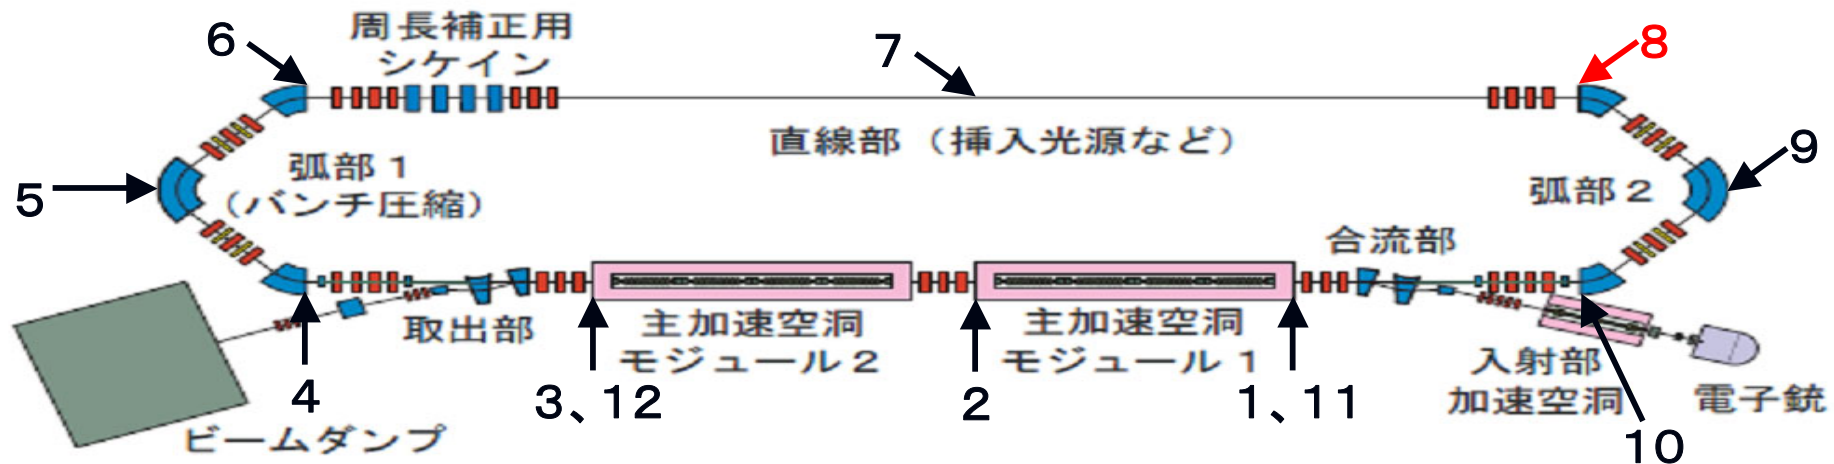 6
周長補正用
シケイン
7
8
直線部（挿入光源など）
9
5
弧部１
（バンチ圧縮）
弧部２
合流部
取出部
主加速空洞
モジュール２
主加速空洞
モジュール１
入射部
加速空洞
電子銃
4
3、12
2
1、11
10
ビームダンプ